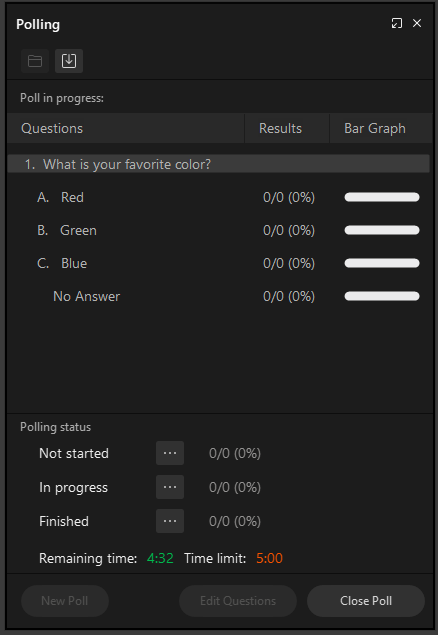 Polling
Poll in progress:
Questions Results Bar Graph
1. What is your favorite color?
A. Red 0/0 (0%)
B. Green 0/0 (0%)
C. Blue 0/0 (0%)
No Answer 0/0 (0%)
Polling status
Not started ... 0/0 (0%)
In progress ... 0/0 (0%)
Finished ... 0/0 (0%)
Remaining time: 4:32 Time limit: 5:00
New Poll Edit Questions Close Poll